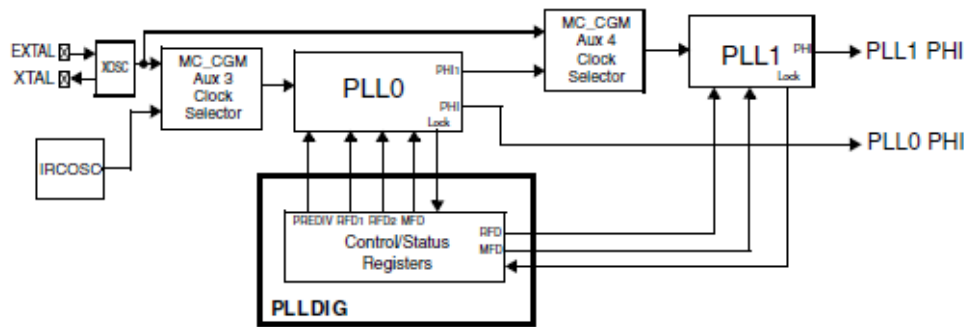 MC_CGM
Aux 4
Clock
Selector
EXTAL
XTAL
XOSC
MC_CGM
Aux 3
Clock
Selector
PLL0
PHI1
PHI
Lock
PLL1
PHI
Lock
PLL1 PHI
PLL0 PHI
IRCOSC
PREDIV RFD1 RFD2 MFD
RFD
MFD
Control/Status
Registers
PLLDIG